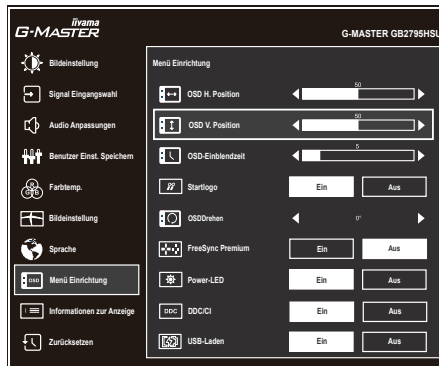 iiyama
G-MASTER
G-MASTER GB2795HSU
Bildeinstellung
Signal Eingangswahl
Audio Anpassungen
Benutzer Einst. Speichern
R
G B
Farbtemp.
Bildeinstellung
Sprache
OSD
Menü Einrichtung
Informationen zur Anzeige
Zurücksetzen
Menü Einrichtung
OSD H. Position
50
OSD V. Position
50
OSD-Einblendzeit
5
Startlogo
Ein
Aus
OSDDrehen
0°
FreeSync Premium
Ein
Aus
Power-LED
Ein
Aus
DDC
DDC/CI
Ein
Aus
USB-Laden
Ein
Aus